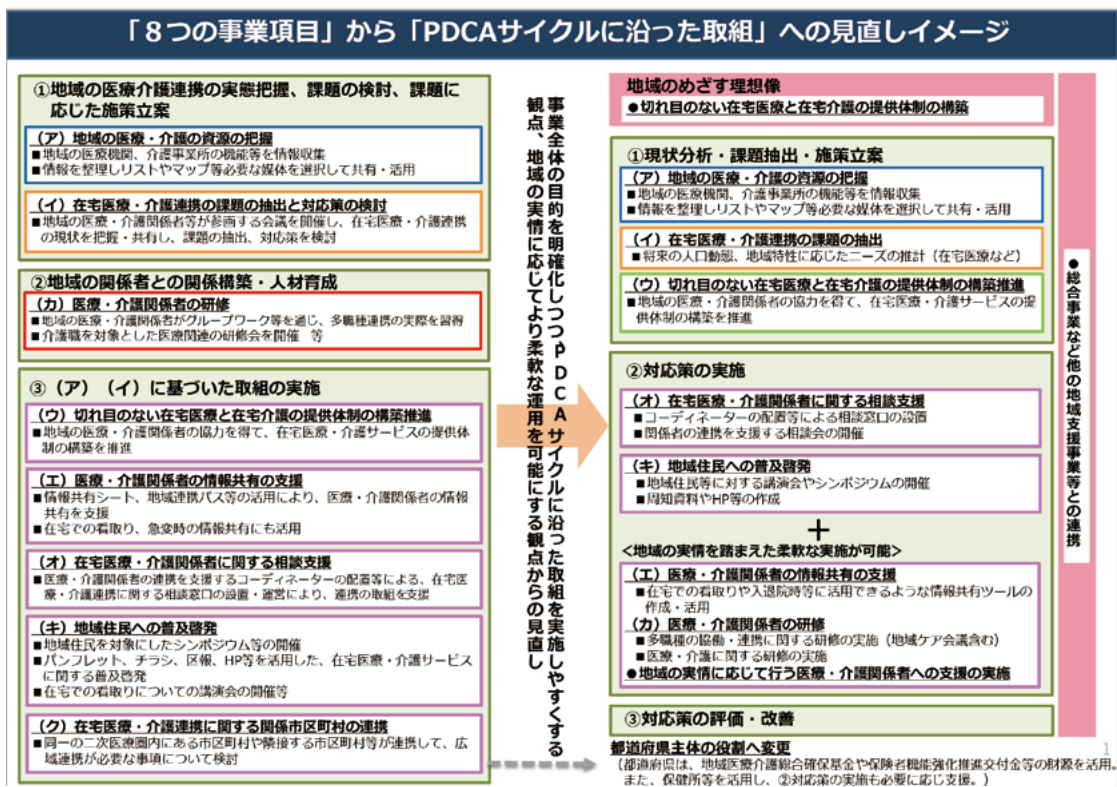 「８つの事業項目」から「PDCAサイクルに沿った取組」への見直しイメージ
①地域の医療介護連携の実態把握、課題の検討、課題に
応じた施策立案
（ア）地域の医療・介護の資源の把握
■地域の医療機関、介護事業所の機能等を情報収集
■情報を整理しリストやマップ等必要な媒体を選択して共有・活用
（イ）在宅医療・介護連携の課題の抽出と対応策の検討
■地域の医療・介護関係者等が参画する会議を開催し、在宅医療・介護連携
の現状を把握・共有し、課題の抽出、対応策を検討
②地域の関係者との関係構築・人材育成
（カ）医療・介護関係者の研修
■地域の医療・介護関係者がグループワーク等を通じ、多職種連携の実際を習得
■介護職を対象とした医療関連の研修会を開催　等
③（ア）（イ）に基づいた取組の実施
（ウ）切れ目のない在宅医療と在宅介護の提供体制の構築推進
■地域の医療・介護関係者の協力を得て、在宅医療・介護サービスの提供体
制の構築を推進
（エ）医療・介護関係者の情報共有の支援
■情報共有シート、地域連携パス等の活用により、医療・介護関係者の情報
共有を支援
■在宅での看取り、急変時の情報共有にも活用
（オ）在宅医療・介護関係者に関する相談支援
■医療・介護関係者の連携を支援するコーディネーターの配置等による、在宅医
療・介護連携に関する相談窓口の設置・運営により、連携の取組を支援
（キ）地域住民への普及啓発
■地域住民を対象にしたシンポジウム等の開催
■パンフレット、チラシ、区報、HP等を活用した、在宅医療・介護サービス
に関する普及啓発
■在宅での看取りについての講演会の開催等
（ク）在宅医療・介護連携に関する関係市区町村の連携
■同一の二次医療圏内にある市区町村や隣接する市区町村等が連携して、広
域連携が必要な事項について検討
事業全体の目的を明確化しつつ、PDCAサイクルに沿った取組を実施しやすくする
観点、地域の実情に応じてより柔軟な運用を可能にする観点からの見直し
地域のめざす理想像
●切れ目のない在宅医療と在宅介護の提供体制の構築
①現状分析・課題抽出・施策立案
（ア）地域の医療・介護の資源の把握
■地域の医療機関、介護事業所の機能等を情報収集
■情報を整理しリストやマップ等必要な媒体を選択して共有・活用
（イ）在宅医療・介護連携の課題の抽出
■将来の人口動態、地域特性に応じたニーズの推計（在宅医療など）
（ウ）切れ目のない在宅医療と在宅介護の提供体制の構築推進
■地域の医療・介護関係者の協力を得て、在宅医療・介護サービスの提
供体制の構築を推進
②対応策の実施
（オ）在宅医療・介護関係者に関する相談支援
■コーディネーターの配置等による相談窓口の設置
■関係者の連携を支援する相談会の開催
（キ）地域住民への普及啓発
■地域住民等に対する講演会やシンポジウムの開催
■周知資料やHP等の作成
＋
＜地域の実情を踏まえた柔軟な実施が可能＞
（エ）医療・介護関係者の情報共有の支援
■在宅での看取りや入退院時等に活用できるような情報共有ツールの
作成・活用
（カ）医療・介護関係者の研修
■多職種の協働・連携に関する研修の実施（地域ケア会議含む）
■医療・介護に関する研修の実施
●地域の実情に応じて行う医療・介護関係者への支援の実施
③対応策の評価・改善
●総合事業など他の地域支援事業等との連携
都道府県主体の役割へ変更
（都道府県は、地域医療介護総合確保基金や保険者機能強化推進交付金等の財源を活用。
また、保健所等を活用し、②対応策の実施も必要に応じ支援。）
1